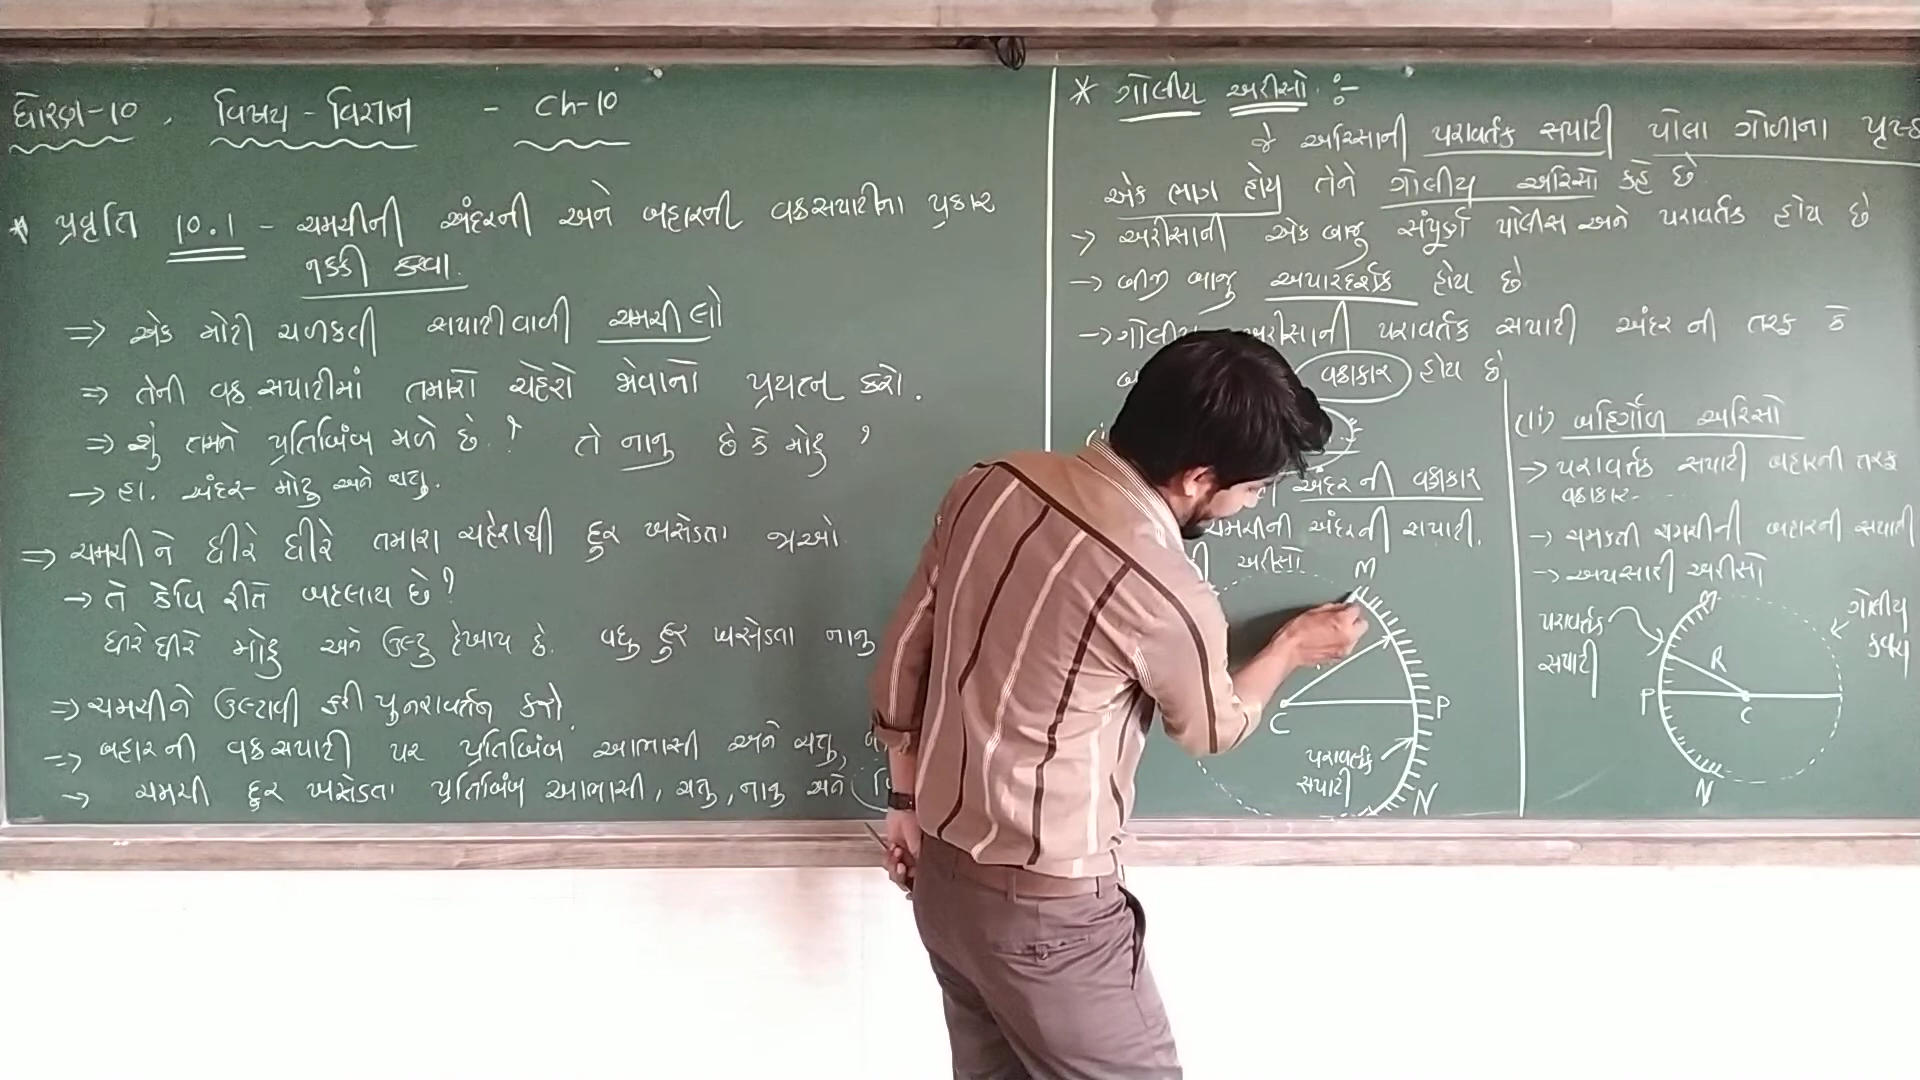 ધોરણ-10, વિષય - વિજ્ઞાન - Ch-10
* પ્રવૃતિ 10.1 - ચમચીની અંદરની અને બહારની વક્રસપાટીના પ્રકાર
નક્કી કરવા.
⇒ એક મોટી ચળકતી સપાટીવાળી ચમચી લો
⇒ તેની વક્ર સપાટીમાં તમારો ચહેરો જોવાનો પ્રયત્ન કરો.
⇒ શું તમને પ્રતિબિંબ મળે છે? તે નાનુ છે કે મોટુ?
→ હા. અંદર- મોટુ અને ચતુ.
⇒ ચમચી ને ધીરે ધીરે તમારા ચહેરાથી દુર ખસેડતા જાઓ.
→ તે કેવિ રીતે બદલાય છે?
ધીરે ધીરે મોટુ અને ઉલ્ટુ દેખાય છે. વધુ દુર ખસેડતા નાનુ
⇒ ચમચીને ઉલ્ટાવી ફરી પુનરાવર્તન કરો.
⇒ બહારની વક્રસપાટી પર પ્રતિબિંબ આભાસી અને ચતુ,
→ ચમચી દુર ખસેડતા પ્રતિબિંબ આભાસી, ચતુ, નાનુ અને
* ગોલીય અરીસો :-
જે અરિસાની પરાવર્તક સપાટી પોલા ગોળાના પૃષ્ઠ
એક ભાગ હોય તેને ગોલીય અરિસો કહે છે
→ અરીસાની એક બાજુ સંપૂર્ણ પોલીસ અને પરાવર્તક હોય છે
→ બીજી બાજુ અપારદર્શક હોય છે
→ ગોલીય અરીસાની પરાવર્તક સપાટી અંદર ની તરફ કે
વક્રાકાર હોય છે
અંદર ની વક્રાકાર
ચમચીની અંદરની સપાટી.
અરીસો
M
C
P
પરાવર્તક
સપાટી
N
(ii) બહિર્ગોળ અરિસો
→ પરાવર્તક સપાટી બહારની તરફ
વક્રાકાર-
→ ચમકતી ચમચીની બહારની સપાટી
→ અપસારી અરીસો
પરાવર્તક
સપાટી
M
ગોલીય
કવચ
R
P
C
N